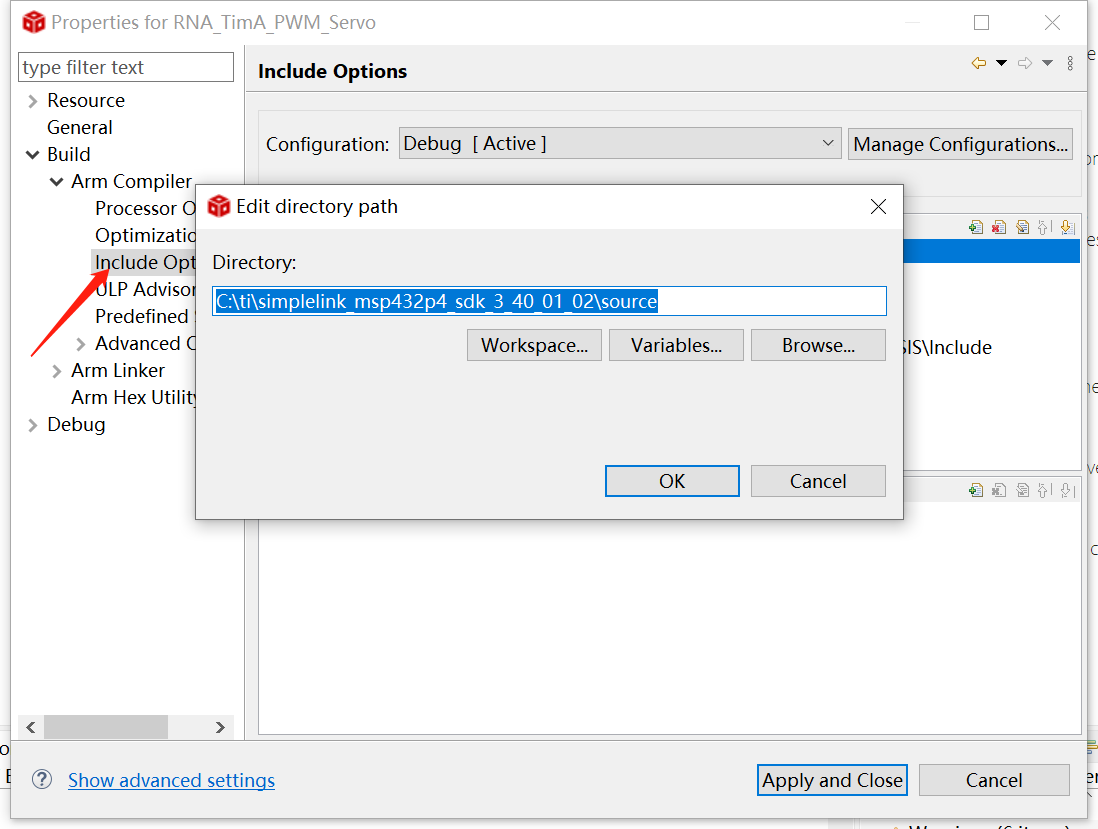 Properties for RNA_TimA_PWM_Servo
type filter text
Resource
General
Build
Arm Compiler
Processor O
Optimizatio
Include Opt
ULP Advisor
Predefined
Advanced C
Arm Linker
Arm Hex Utility
Debug
Include Options
Configuration:
Debug [ Active ]
Manage Configurations...
Edit directory path
Directory:
C:\ti\simplelink_msp432p4_sdk_3_40_01_02\source
Workspace...
Variables...
Browse...
SIS\Include
OK
Cancel
Show advanced settings
Apply and Close
Cancel